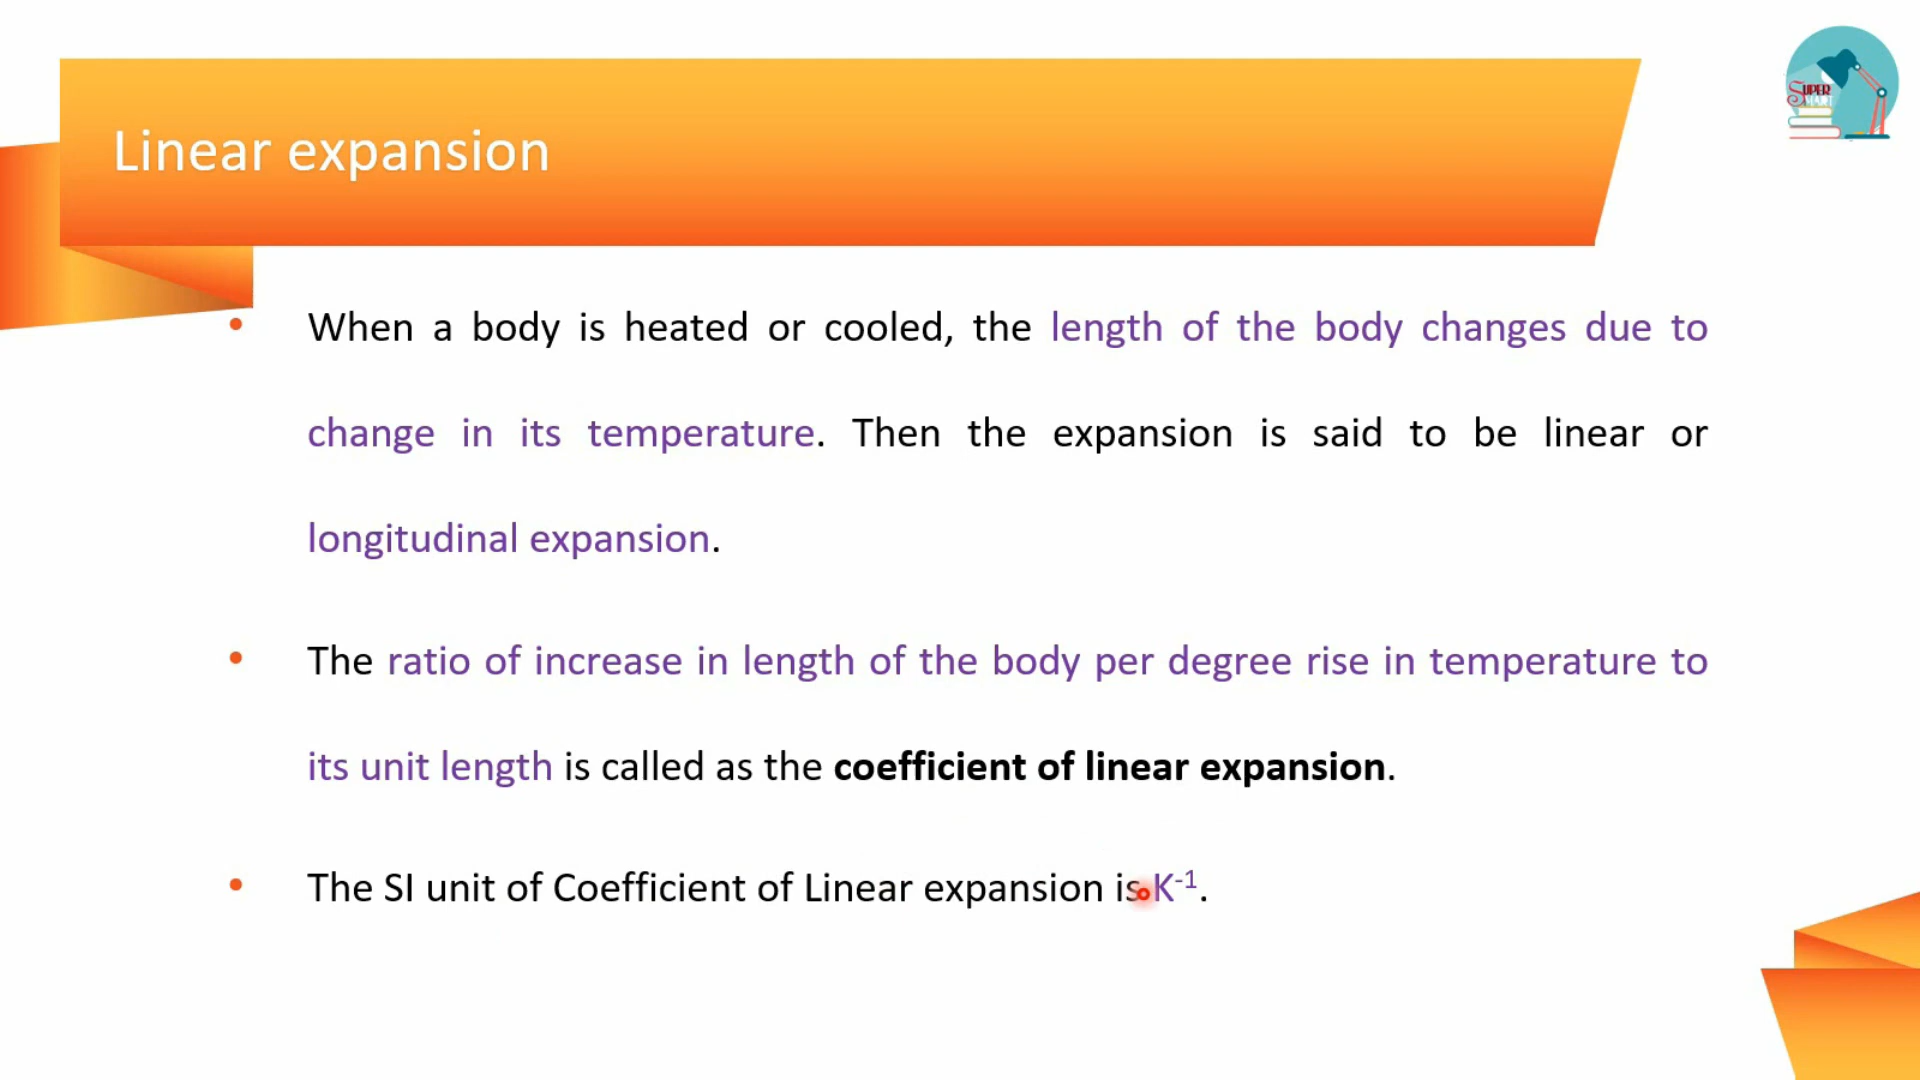 SUPER
SMART
Linear expansion
• When a body is heated or cooled, the length of the body changes due to
change in its temperature. Then the expansion is said to be linear or
longitudinal expansion.
• The ratio of increase in length of the body per degree rise in temperature to
its unit length is called as the coefficient of linear expansion.
• The SI unit of Coefficient of Linear expansion is K⁻¹.